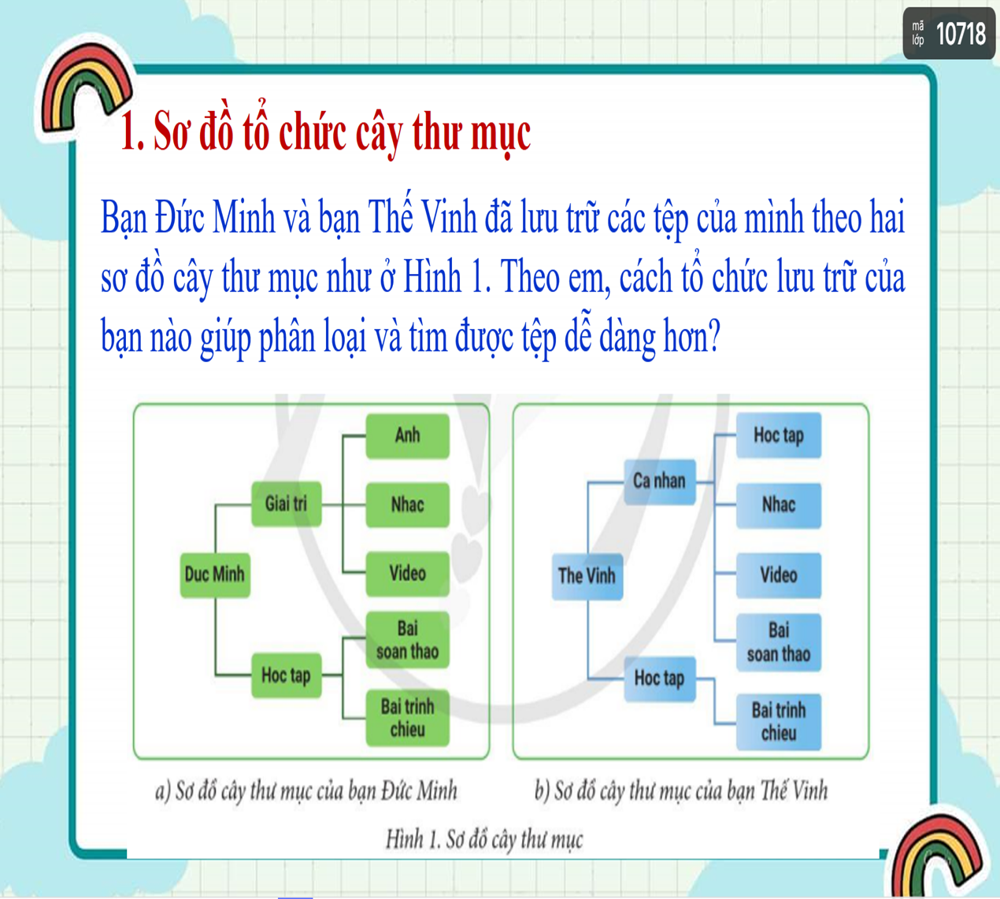 mã
lớp 10718
1. Sơ đồ tổ chức cây thư mục
Bạn Đức Minh và bạn Thế Vinh đã lưu trữ các tệp của mình theo hai
sơ đồ cây thư mục như ở Hình 1. Theo em, cách tổ chức lưu trữ của
bạn nào giúp phân loại và tìm được tệp dễ dàng hơn?
Duc Minh
Giai tri
Anh
Nhac
Video
Hoc tap
Bai
soan thao
Bai trinh
chieu
a) Sơ đồ cây thư mục của bạn Đức Minh
The Vinh
Ca nhan
Hoc tap
Nhac
Video
Bai
soan thao
Hoc tap
Bai trinh
chieu
b) Sơ đồ cây thư mục của bạn Thế Vinh
Hình 1. Sơ đồ cây thư mục